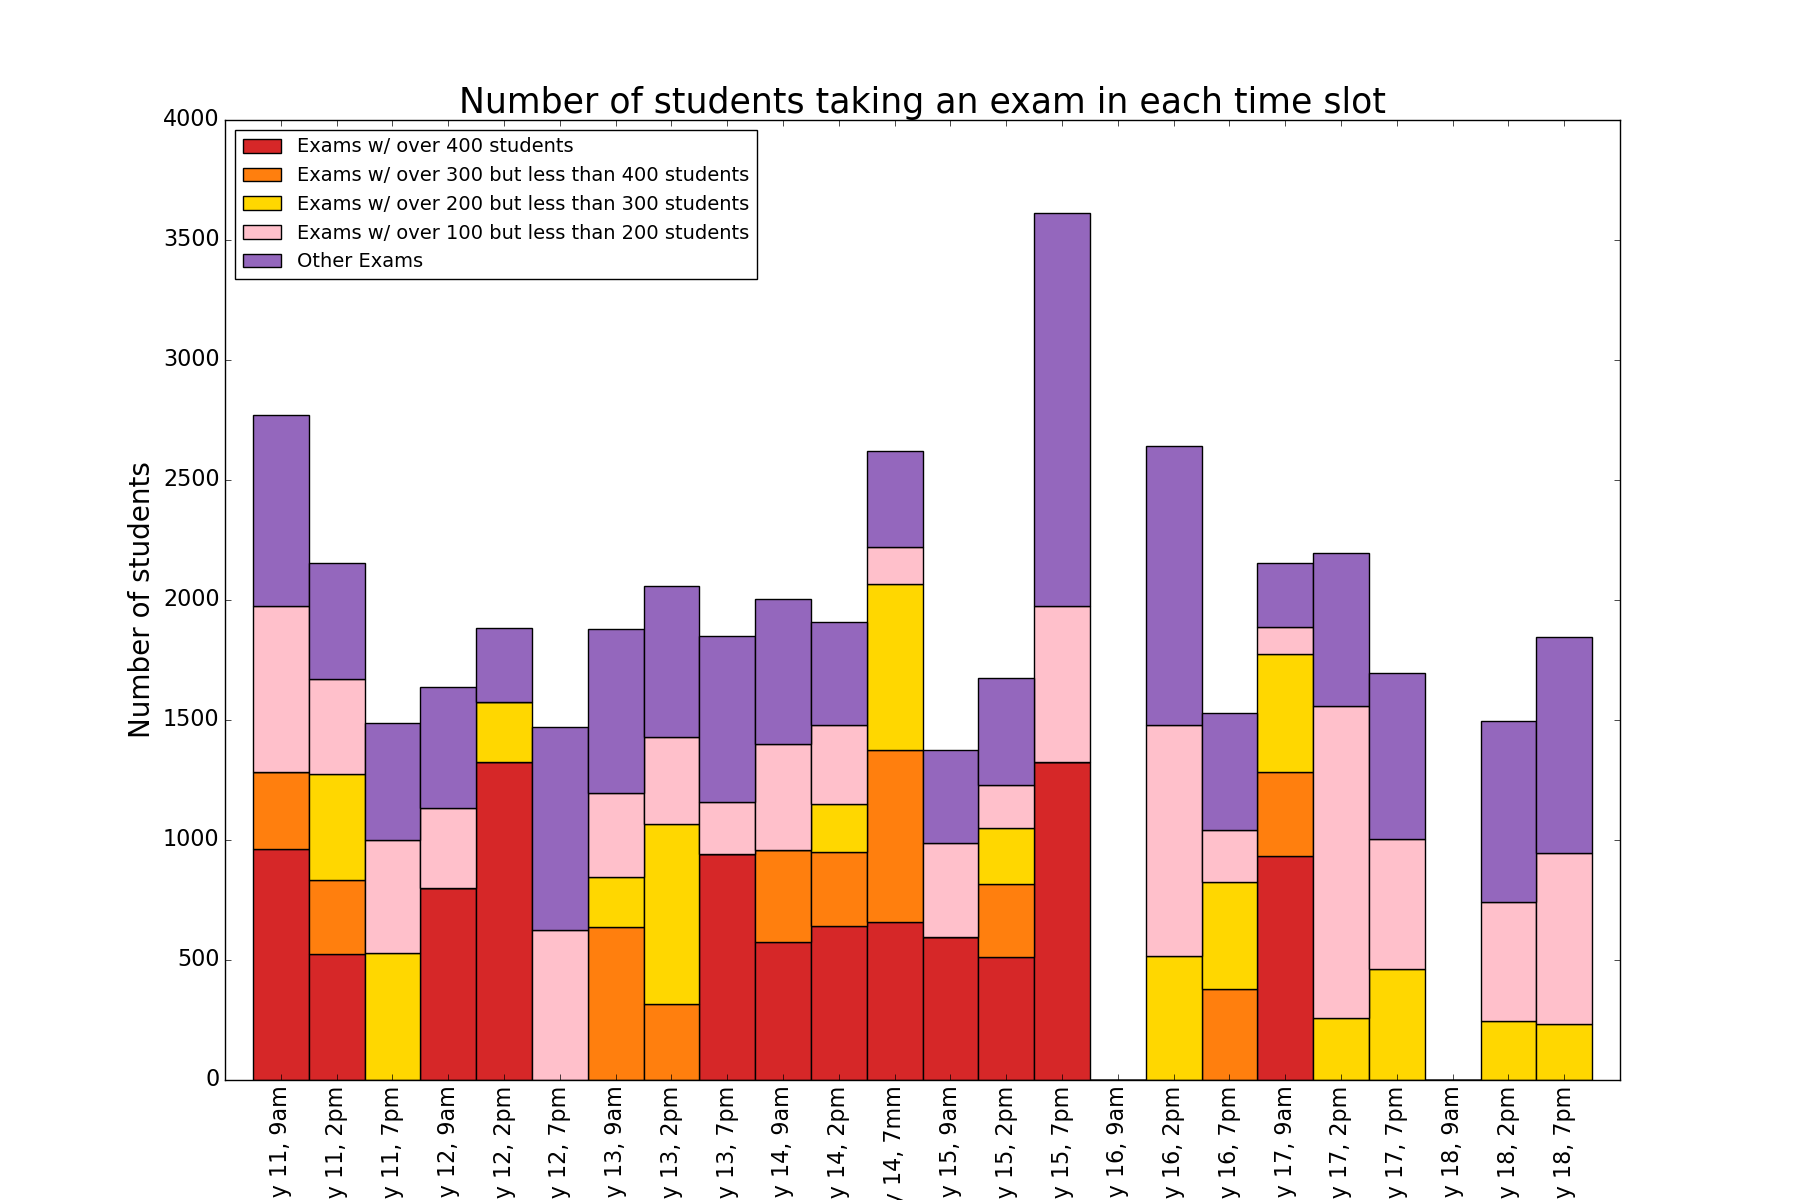 Number of students taking an exam in each time slot
4000
3500
3000
2500
2000
1500
1000
500
0
Number of students
Exams w/ over 400 students
Exams w/ over 300 but less than 400 students
Exams w/ over 200 but less than 300 students
Exams w/ over 100 but less than 200 students
Other Exams
y 11, 9am
y 11, 2pm
y 11, 7pm
y 12, 9am
y 12, 2pm
y 12, 7pm
y 13, 9am
y 13, 2pm
y 13, 7pm
y 14, 9am
y 14, 2pm
y 14, 7mm
y 15, 9am
y 15, 2pm
y 15, 7pm
y 16, 9am
y 16, 2pm
y 16, 7pm
y 17, 9am
y 17, 2pm
y 17, 7pm
y 18, 9am
y 18, 2pm
y 18, 7pm